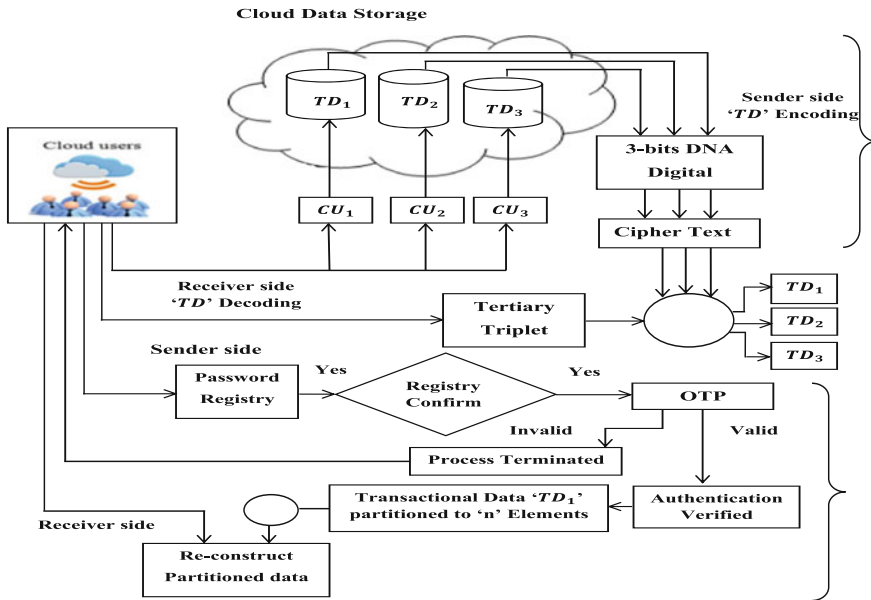 Cloud Data Storage
TD₁
TD₂
TD₃
Sender side
‘TD’ Encoding
Cloud users
3-bits DNA
Digital
CU₁
CU₂
CU₃
Cipher Text
Receiver side
‘TD’ Decoding
Tertiary
Triplet
TD₁
TD₂
TD₃
Sender side
Password
Registry
Yes
Registry
Confirm
Yes
OTP
Invalid
Valid
Process Terminated
Transactional Data ‘TD₁’
partitioned to ‘n’ Elements
Authentication
Verified
Receiver side
Re-construct
Partitioned data